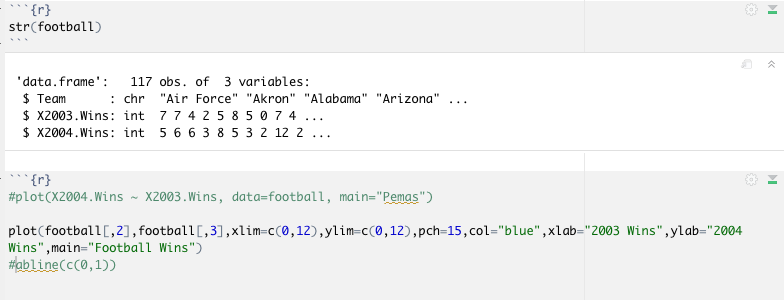 ```{r}
str(football)
```
'data.frame':   117 obs. of  3 variables:
 $ Team      : chr  "Air Force" "Akron" "Alabama" "Arizona" ...
 $ X2003.Wins: int  7 7 4 2 5 8 5 0 7 4 ...
 $ X2004.Wins: int  5 6 6 3 8 5 3 2 12 2 ...
```{r}
#plot(X2004.Wins ~ X2003.Wins, data=football, main="Pemas")
plot(football[,2],football[,3],xlim=c(0,12),ylim=c(0,12),pch=15,col="blue",xlab="2003 Wins",ylab="2004
Wins",main="Football Wins")
#abline(c(0,1))